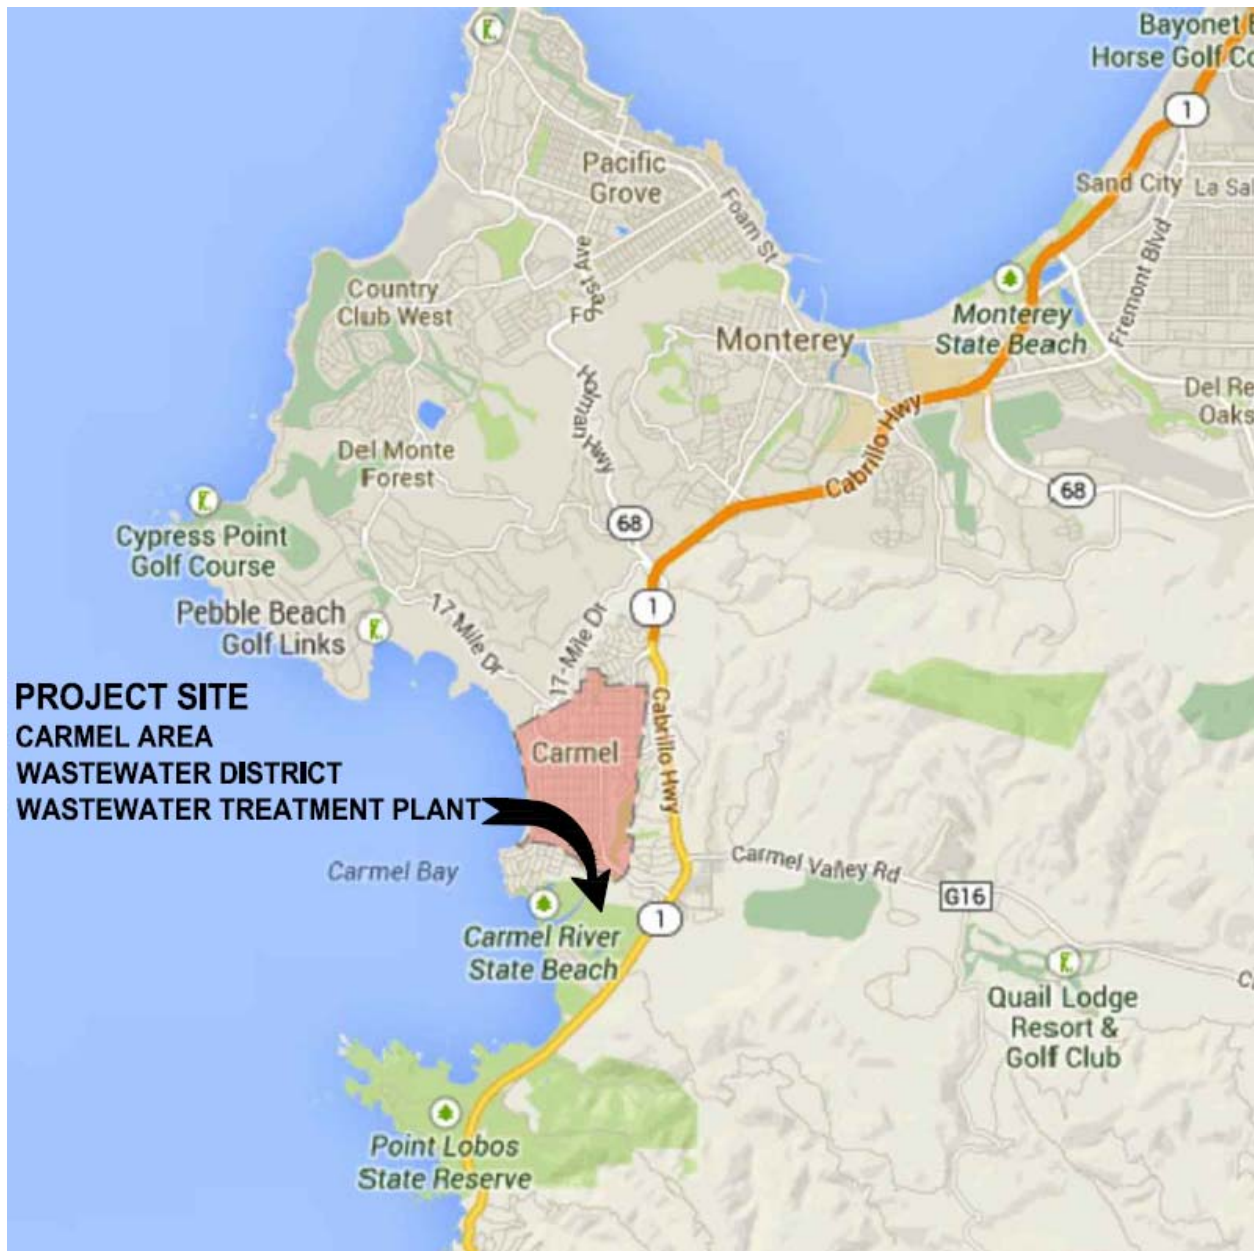 Bayonet
Horse Golf Co
1
Pacific
Grove
Foam St
Sand City
La Sal
Fremont Blvd
Country
Club West
Fo
est Ave
Monterey
State Beach
Monterey
Del Re
Oaks
Holman Hwy
Cabrillo Hwy
Del Monte
Forest
68
68
Cypress Point
Golf Course
Pebble Beach
Golf Links
17-Mile Dr
17-Mile Dr
1
PROJECT SITE
CARMEL AREA
WASTEWATER DISTRICT
WASTEWATER TREATMENT PLANT
Carmel
Cabrillo Hwy
Carmel Bay
Carmel Valley Rd
G16
1
Carmel River
State Beach
Quail Lodge
Resort &
Golf Club
Point Lobos
State Reserve